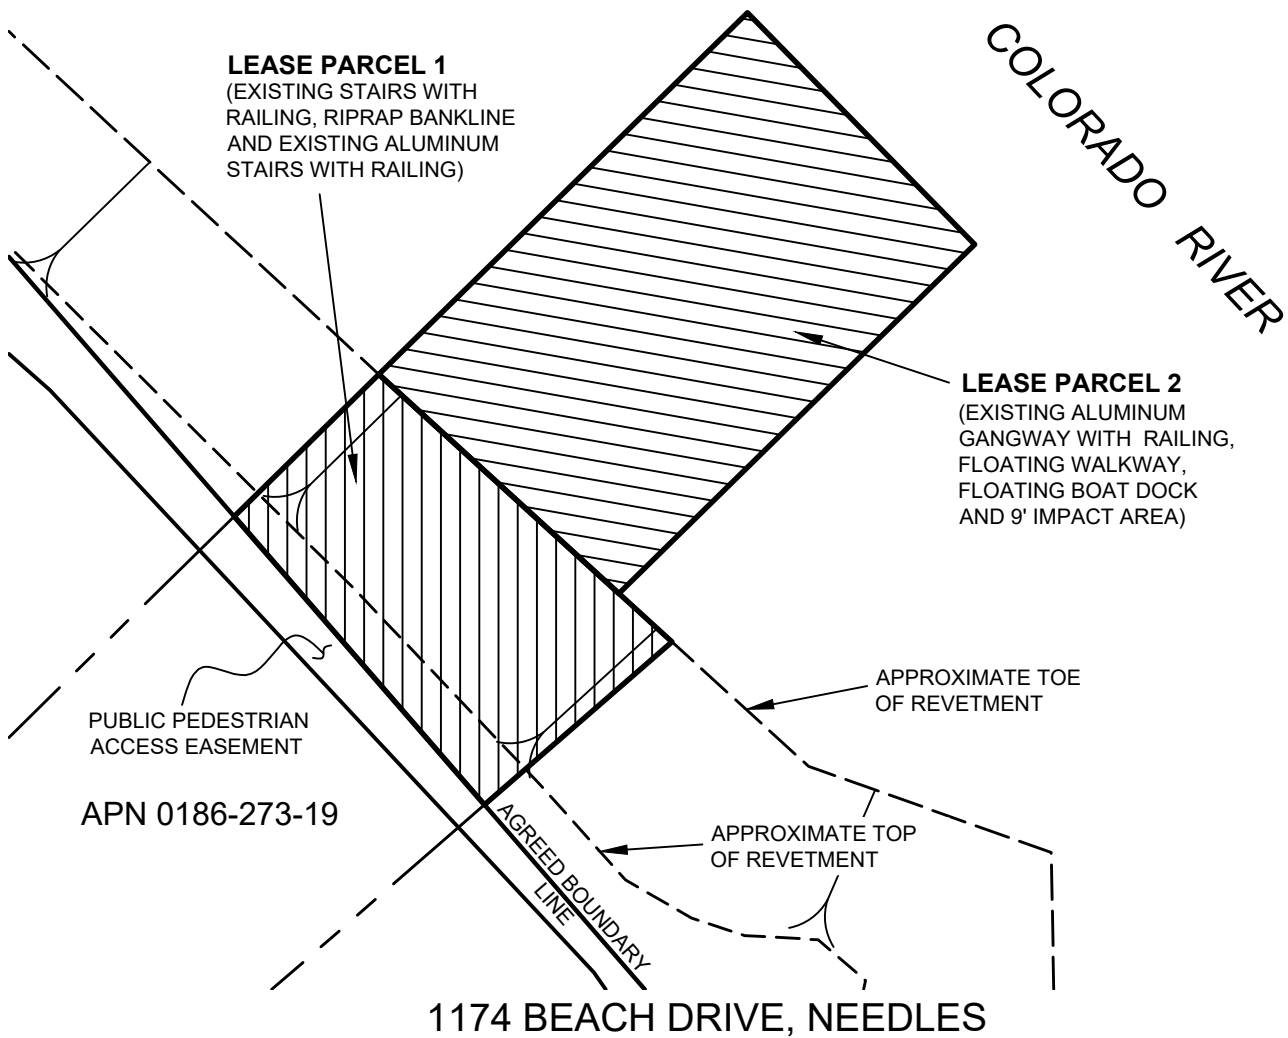 COLORADO RIVER
LEASE PARCEL 1
(EXISTING STAIRS WITH
RAILING, RIPRAP BANKLINE
AND EXISTING ALUMINUM
STAIRS WITH RAILING)
LEASE PARCEL 2
(EXISTING ALUMINUM
GANGWAY WITH RAILING,
FLOATING WALKWAY,
FLOATING BOAT DOCK
AND 9' IMPACT AREA)
APPROXIMATE TOE
OF REVETMENT
PUBLIC PEDESTRIAN
ACCESS EASEMENT
APN 0186-273-19
APPROXIMATE TOP
OF REVETMENT
AGREED BOUNDARY
LINE
1174 BEACH DRIVE, NEEDLES